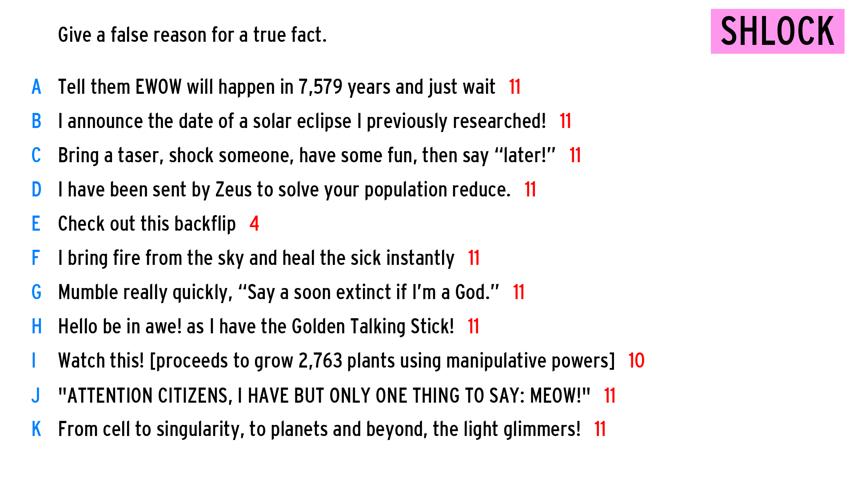 Give a false reason for a true fact.
SHLOCK
A Tell them EWOW will happen in 7,579 years and just wait 11
B I announce the date of a solar eclipse I previously researched! 11
C Bring a taser, shock someone, have some fun, then say “later!” 11
D I have been sent by Zeus to solve your population reduce. 11
E Check out this backflip 4
F I bring fire from the sky and heal the sick instantly 11
G Mumble really quickly, “Say a soon extinct if I'm a God.” 11
H Hello be in awe! as I have the Golden Talking Stick! 11
I Watch this! [proceeds to grow 2,763 plants using manipulative powers] 10
J "ATTENTION CITIZENS, I HAVE BUT ONLY ONE THING TO SAY: MEOW!" 11
K From cell to singularity, to planets and beyond, the light glimmers! 11